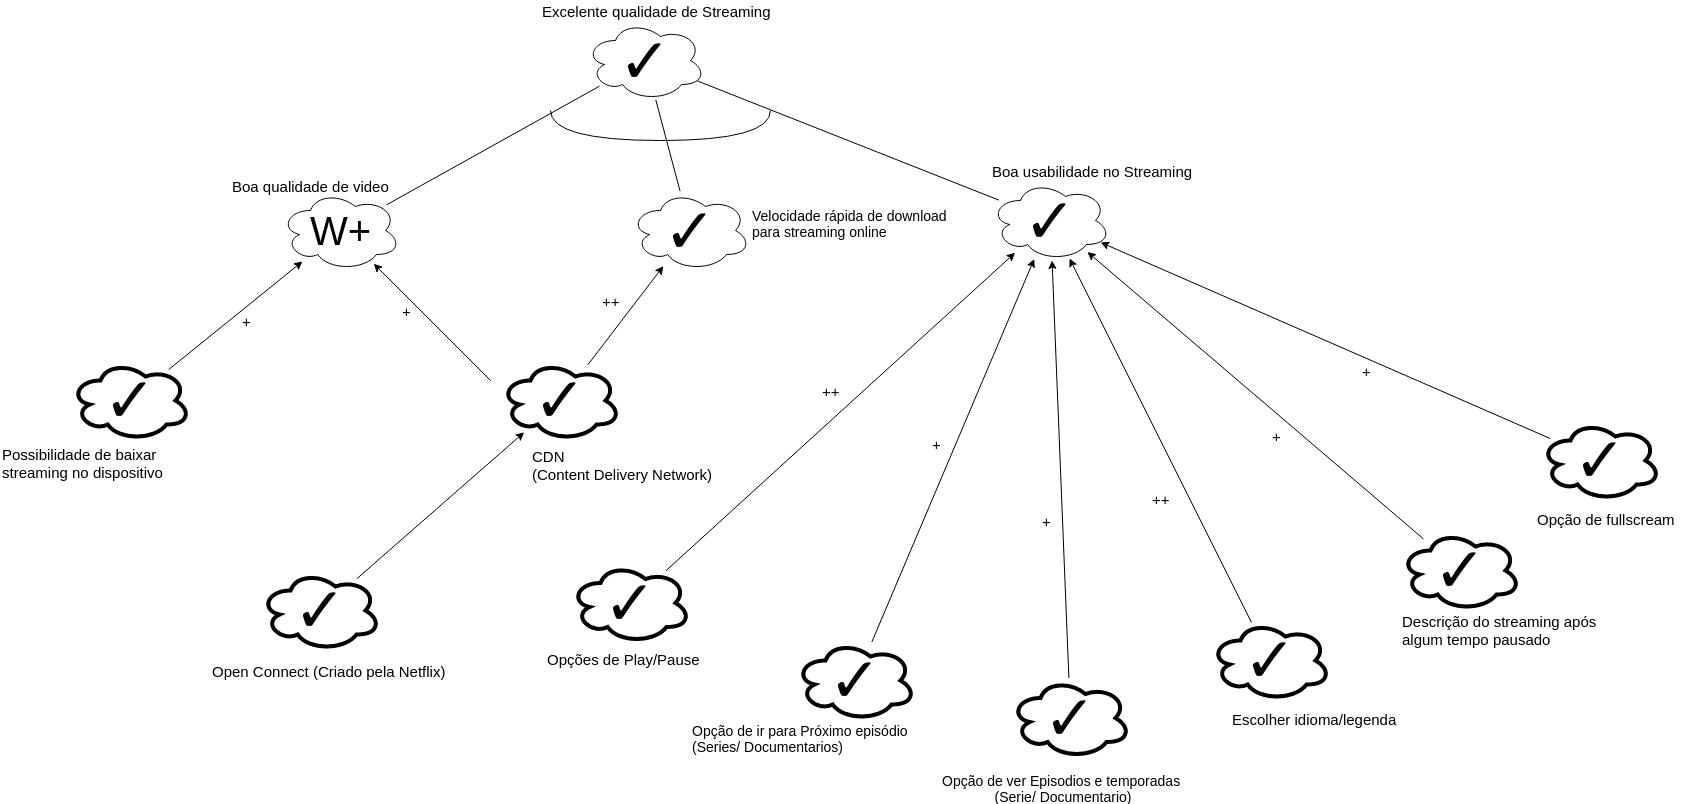 Excelente qualidade de Streaming
✓
Boa usabilidade no Streaming
✓
Boa qualidade de video
W+
✓
Velocidade rápida de download
para streaming online
++
+
+
+
++
+
+
++
+
✓
Possibilidade de baixar
streaming no dispositivo
✓
CDN
(Content Delivery Network)
✓
Opção de fullscream
✓
Descrição do streaming após
algum tempo pausado
✓
Open Connect (Criado pela Netflix)
✓
Opções de Play/Pause
✓
Opção de ir para Próximo episódio
(Series/ Documentarios)
✓
Escolher idioma/legenda
✓
Opção de ver Episodios e temporadas
(Serie/ Documentario)